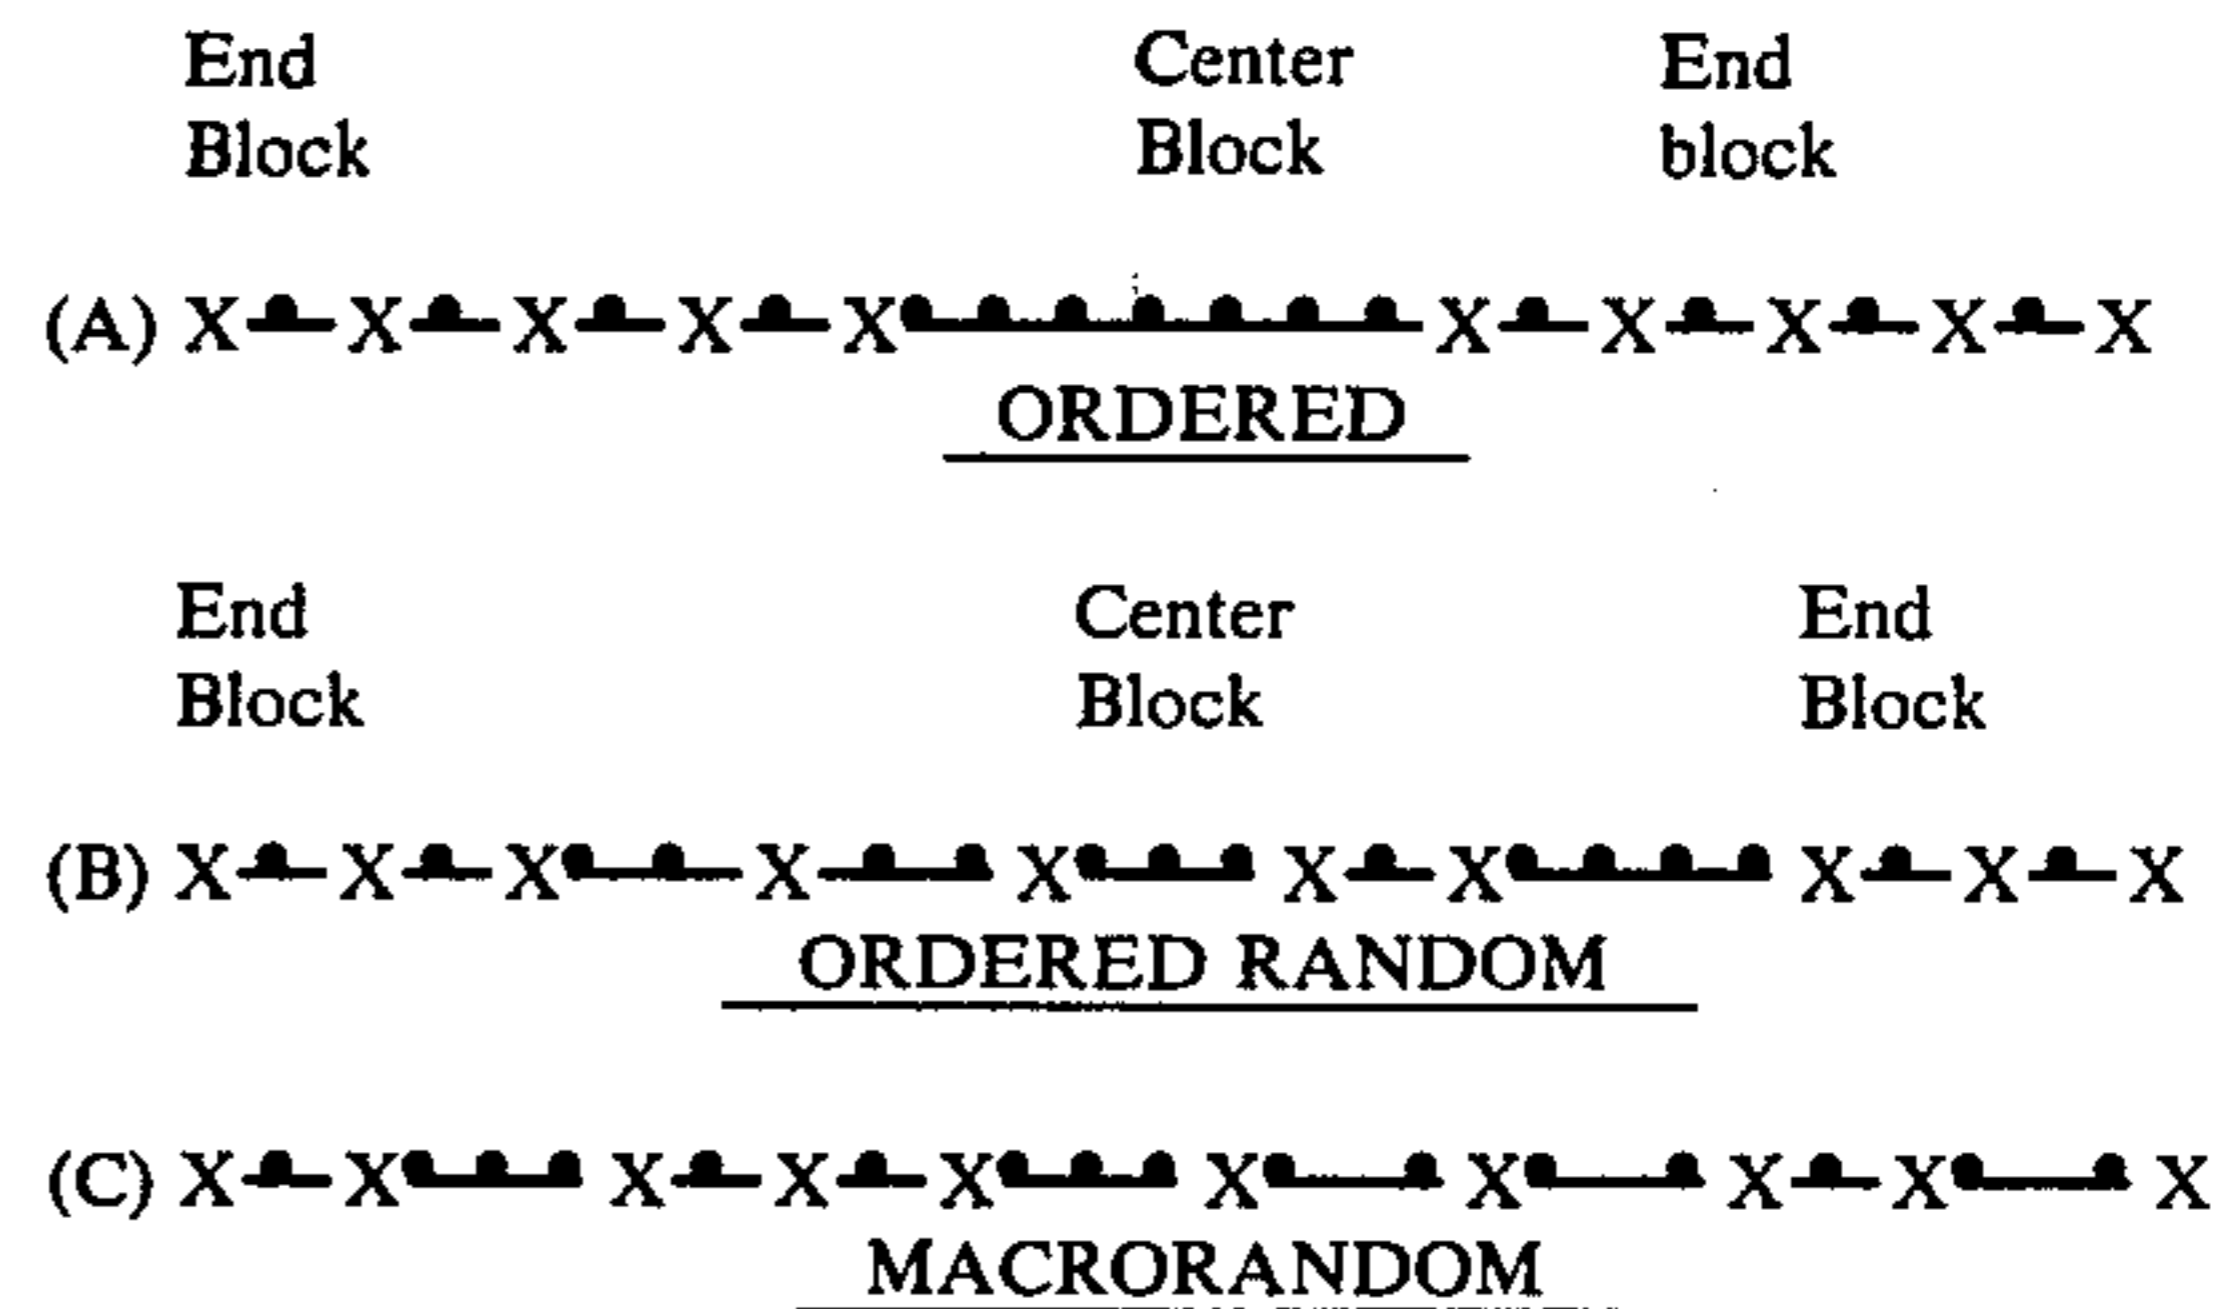 End Center End
Block Block block
(A) X X X X X X X X X X
ORDERED
End Center End
Block Block Block
(B) X X X X X X X X X X
ORDERED RANDOM
(C) X X X X X X X X X X
MACRORANDOM